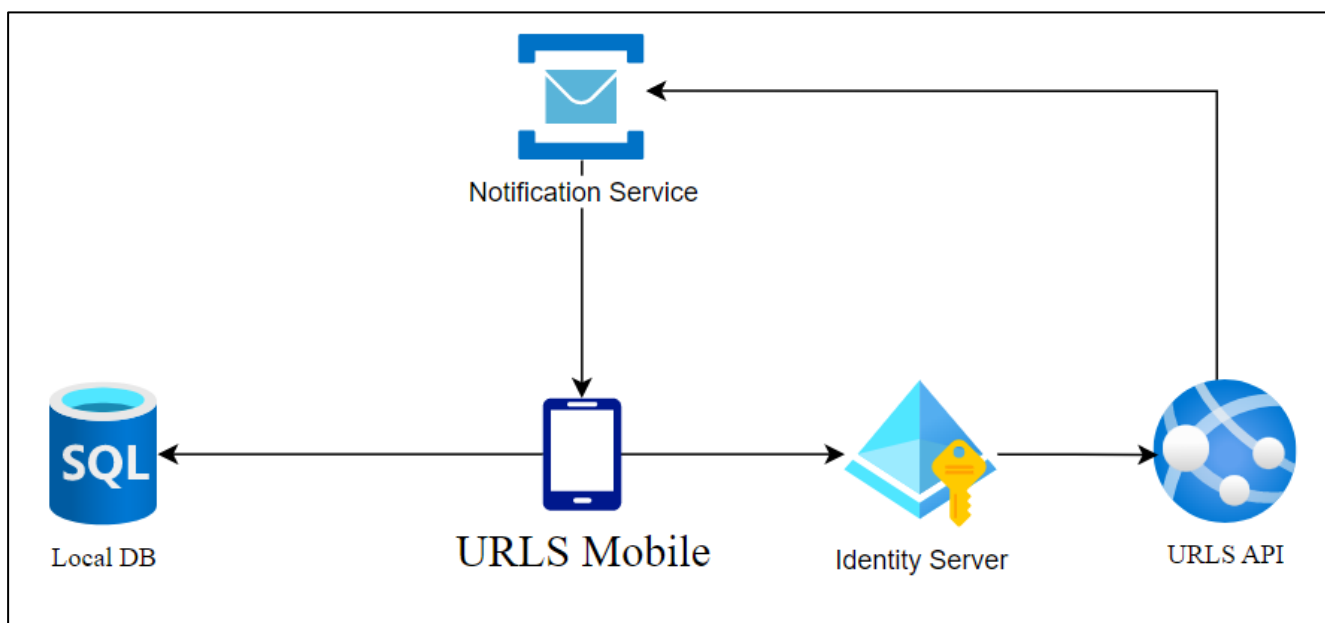 Notification Service
SQL
Local DB
URLS Mobile
Identity Server
URLS API